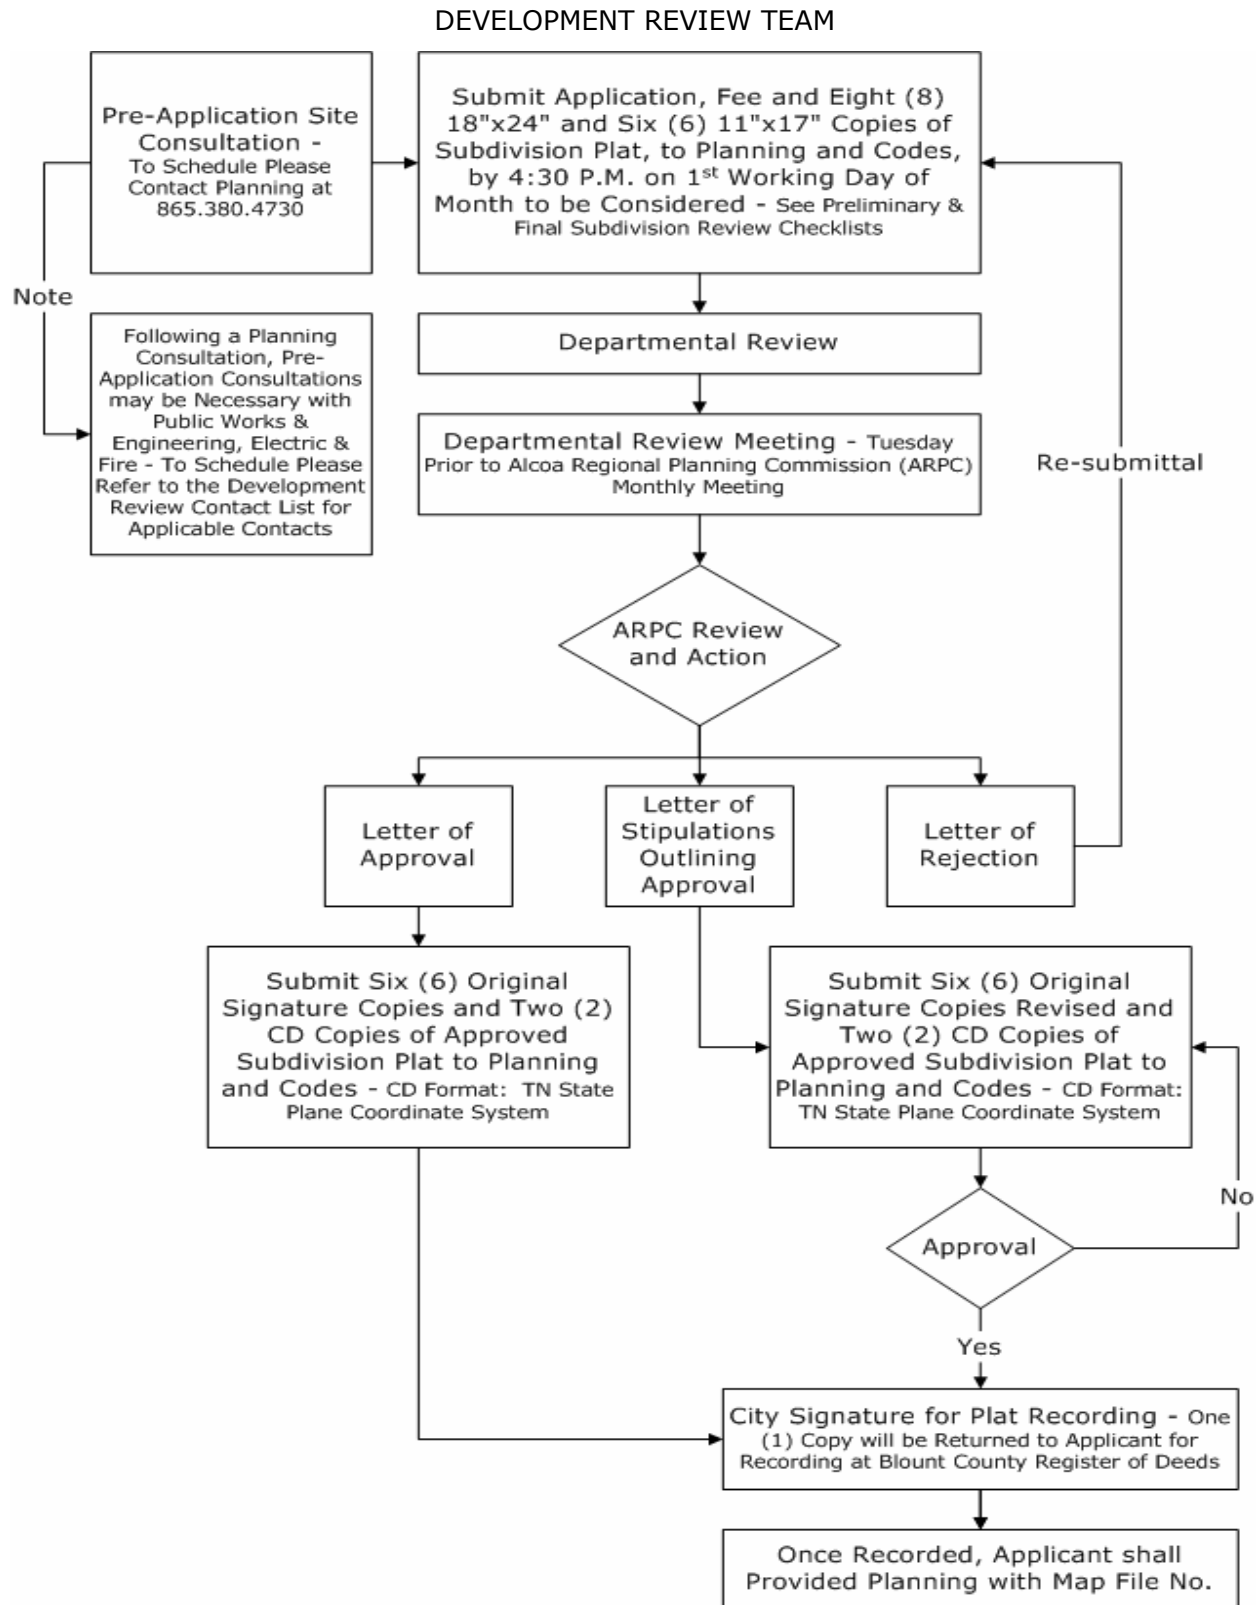 DEVELOPMENT REVIEW TEAM
Pre-Application Site
Consultation -
To Schedule Please
Contact Planning at
865.380.4730
Submit Application, Fee and Eight (8)
18"x24" and Six (6) 11"x17" Copies of
Subdivision Plat, to Planning and Codes,
by 4:30 P.M. on 1st Working Day of
Month to be Considered - See Preliminary &
Final Subdivision Review Checklists
Note
Following a Planning
Consultation, Pre-
Application Consultations
may be Necessary with
Public Works &
Engineering, Electric &
Fire - To Schedule Please
Refer to the Development
Review Contact List for
Applicable Contacts
Departmental Review
Departmental Review Meeting - Tuesday
Prior to Alcoa Regional Planning Commission (ARPC)
Monthly Meeting
Re-submittal
ARPC Review
and Action
Letter of
Approval
Letter of
Stipulations
Outlining
Approval
Letter of
Rejection
Submit Six (6) Original
Signature Copies and Two (2)
CD Copies of Approved
Subdivision Plat to Planning
and Codes - CD Format: TN State
Plane Coordinate System
Submit Six (6) Original
Signature Copies Revised and
Two (2) CD Copies of
Approved Subdivision Plat to
Planning and Codes - CD Format:
TN State Plane Coordinate System
No
Approval
Yes
City Signature for Plat Recording - One
(1) Copy will be Returned to Applicant for
Recording at Blount County Register of Deeds
Once Recorded, Applicant shall
Provided Planning with Map File No.